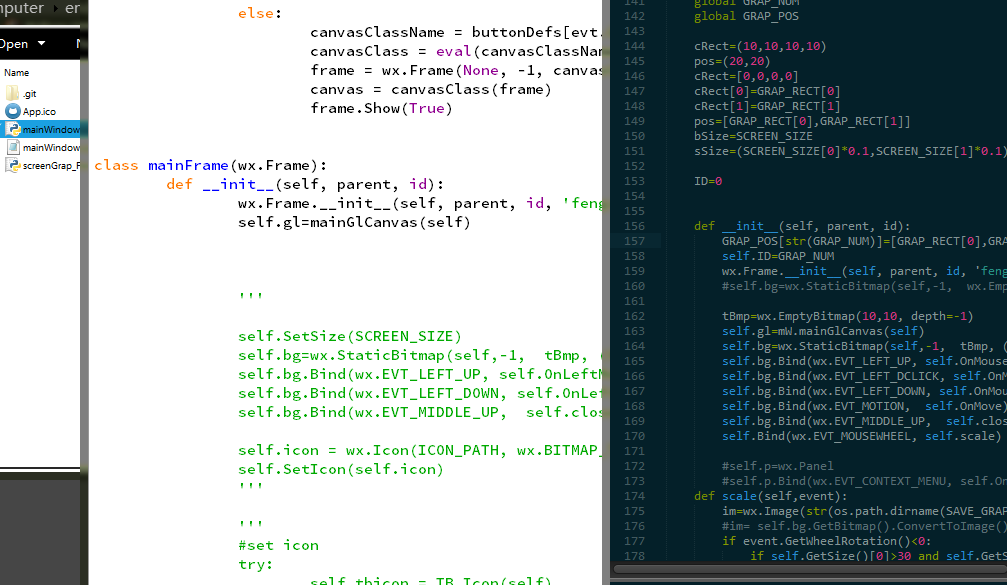 mputer › er
Open
Name
.git
App.ico
mainWindow
mainWindow
screenGrap_F
else:
canvasClassName = buttonDefs[evt.
canvasClass = eval(canvasClassNam
frame = wx.Frame(None, -1, canvas
canvas = canvasClass(frame)
frame.Show(True)
class mainFrame(wx.Frame):
def __init__(self, parent, id):
wx.Frame.__init__(self, parent, id, 'feng
self.gl=mainGlCanvas(self)
'''
self.SetSize(SCREEN_SIZE)
self.bg=wx.StaticBitmap(self,-1,  tBmp, (
self.bg.Bind(wx.EVT_LEFT_UP, self.OnLeftM
self.bg.Bind(wx.EVT_LEFT_DOWN, self.OnLef
self.bg.Bind(wx.EVT_MIDDLE_UP,  self.clos
self.icon = wx.Icon(ICON_PATH, wx.BITMAP_
self.SetIcon(self.icon)
'''
'''
#set icon
try:
self.tbicon = TB_Icon(self)
141 global GRAP_NUM
142 global GRAP_POS
143
144 cRect=(10,10,10,10)
145 pos=(20,20)
146 cRect=[0,0,0,0]
147 cRect[0]=GRAP_RECT[0]
148 cRect[1]=GRAP_RECT[1]
149 pos=[GRAP_RECT[0],GRAP_RECT[1]]
150 bSize=SCREEN_SIZE
151 sSize=(SCREEN_SIZE[0]*0.1,SCREEN_SIZE[1]*0.1)
152
153 ID=0
154
155
156 def __init__(self, parent, id):
157 GRAP_POS[str(GRAP_NUM)]=[GRAP_RECT[0],GRA
158 self.ID=GRAP_NUM
159 wx.Frame.__init__(self, parent, id, 'feng
160 #self.bg=wx.StaticBitmap(self,-1,  wx.Emp
161
162 tBmp=wx.EmptyBitmap(10,10, depth=-1)
163 self.gl=mW.mainGlCanvas(self)
164 self.bg=wx.StaticBitmap(self,-1,  tBmp, (
165 self.bg.Bind(wx.EVT_LEFT_UP, self.OnMouse
166 self.bg.Bind(wx.EVT_LEFT_DCLICK, self.OnM
167 self.bg.Bind(wx.EVT_LEFT_DOWN, self.OnMou
168 self.bg.Bind(wx.EVT_MOTION,  self.OnMove)
169 self.bg.Bind(wx.EVT_MIDDLE_UP,  self.clos
170 self.Bind(wx.EVT_MOUSEWHEEL, self.scale)
171
172 #self.p=wx.Panel
173 #self.p.Bind(wx.EVT_CONTEXT_MENU, self.On
174 def scale(self,event):
175 im=wx.Image(str(os.path.dirname(SAVE_GRAP
176 #im= self.bg.GetBitmap().ConvertToImage()
177 if event.GetWheelRotation()<0:
178 if self.GetSize()[0]>30 and self.GetS